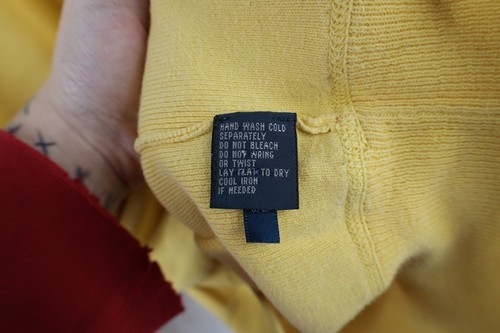 HAND WASH COLD
SEPARATELY
DO NOT BLEACH
DO NOT WRING
OR TWIST
LAY FLAT TO DRY
COOL IRON
IF NEEDED